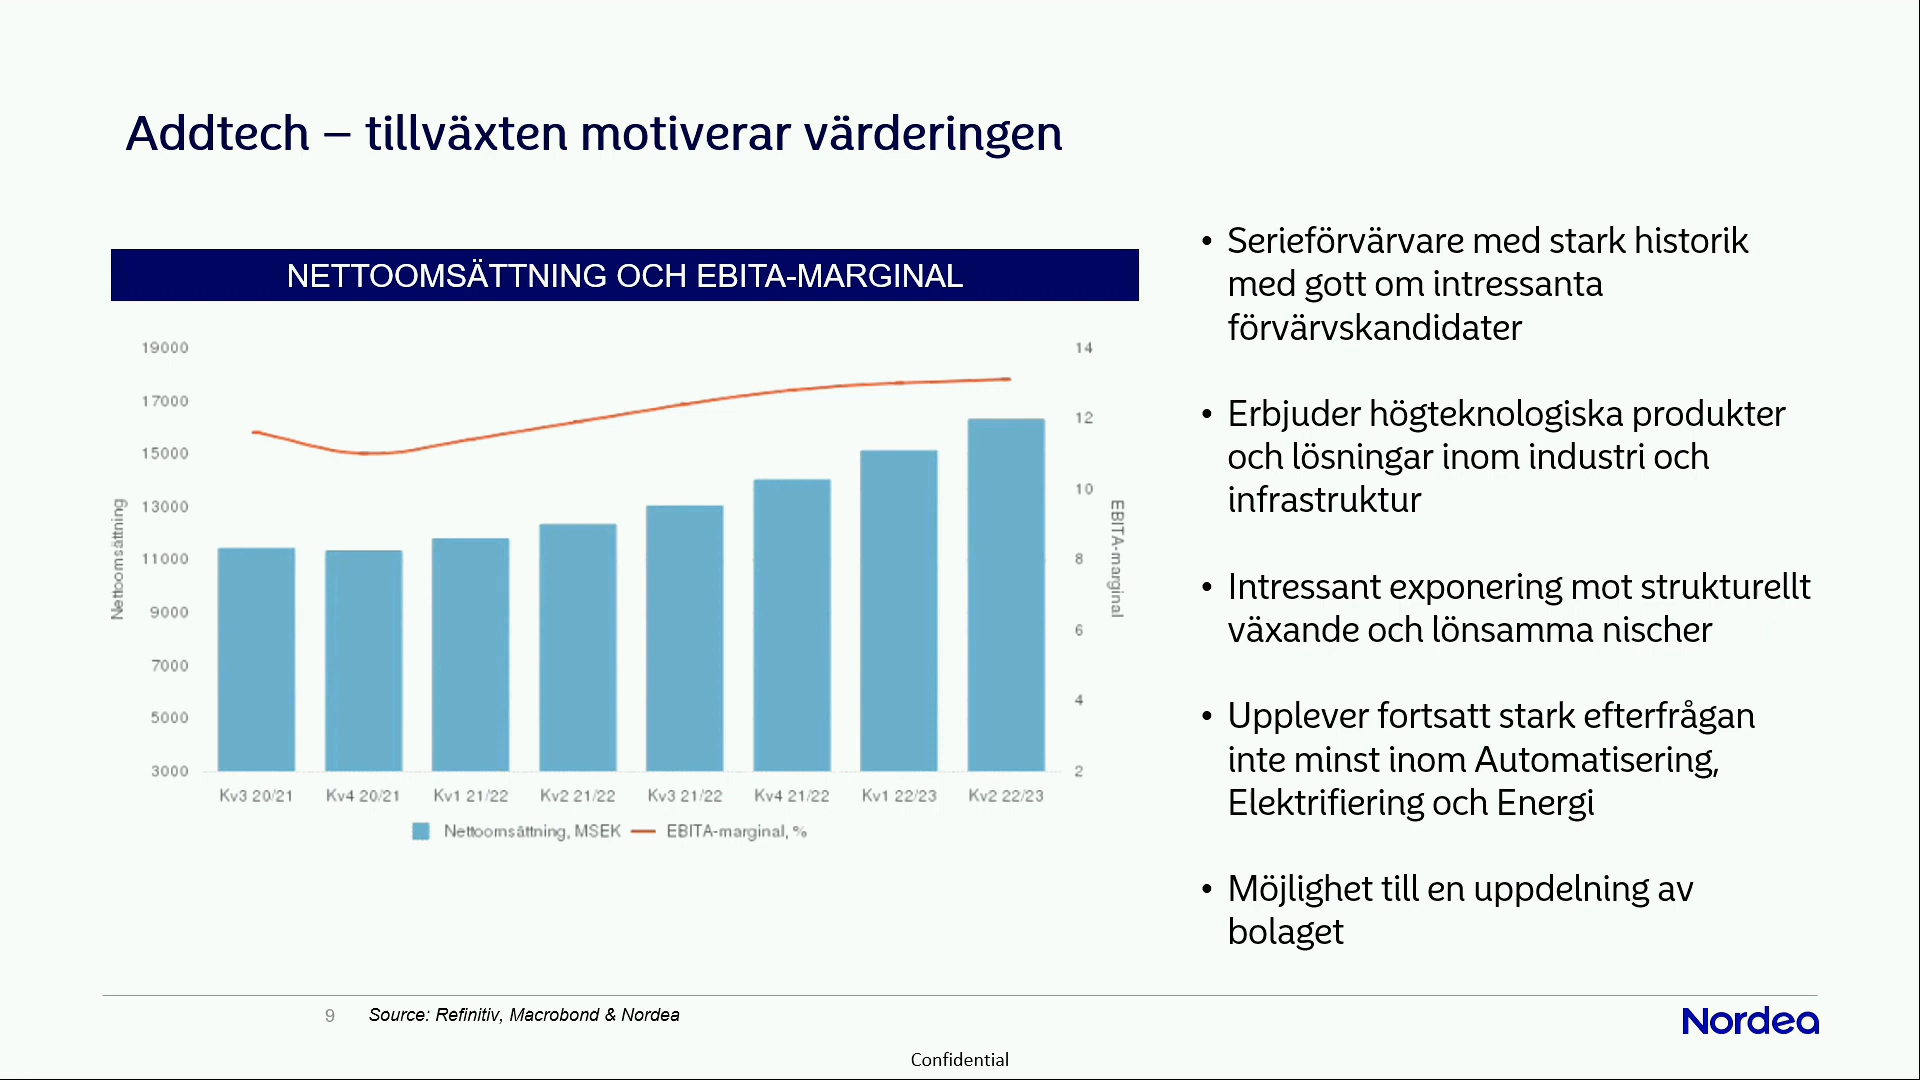 Addtech – tillväxten motiverar värderingen
NETTOOMSÄTTNING OCH EBITA-MARGINAL
19000
17000
15000
13000
11000
9000
7000
5000
3000
Nettoomsättning
14
12
10
8
6
4
2
EBITA-marginal
Kv3 20/21 Kv4 20/21 Kv1 21/22 Kv2 21/22 Kv3 21/22 Kv4 21/22 Kv1 22/23 Kv2 22/23
Nettoomsättning, MSEK EBITA-marginal, %
• Serieförvärvare med stark historik
med gott om intressanta
förvärvskandidater
• Erbjuder högteknologiska produkter
och lösningar inom industri och
infrastruktur
• Intressant exponering mot strukturellt
växande och lönsamma nischer
• Upplever fortsatt stark efterfrågan
inte minst inom Automatisering,
Elektrifiering och Energi
• Möjlighet till en uppdelning av
bolaget
9 Source: Refinitiv, Macrobond & Nordea
Nordea
Confidential